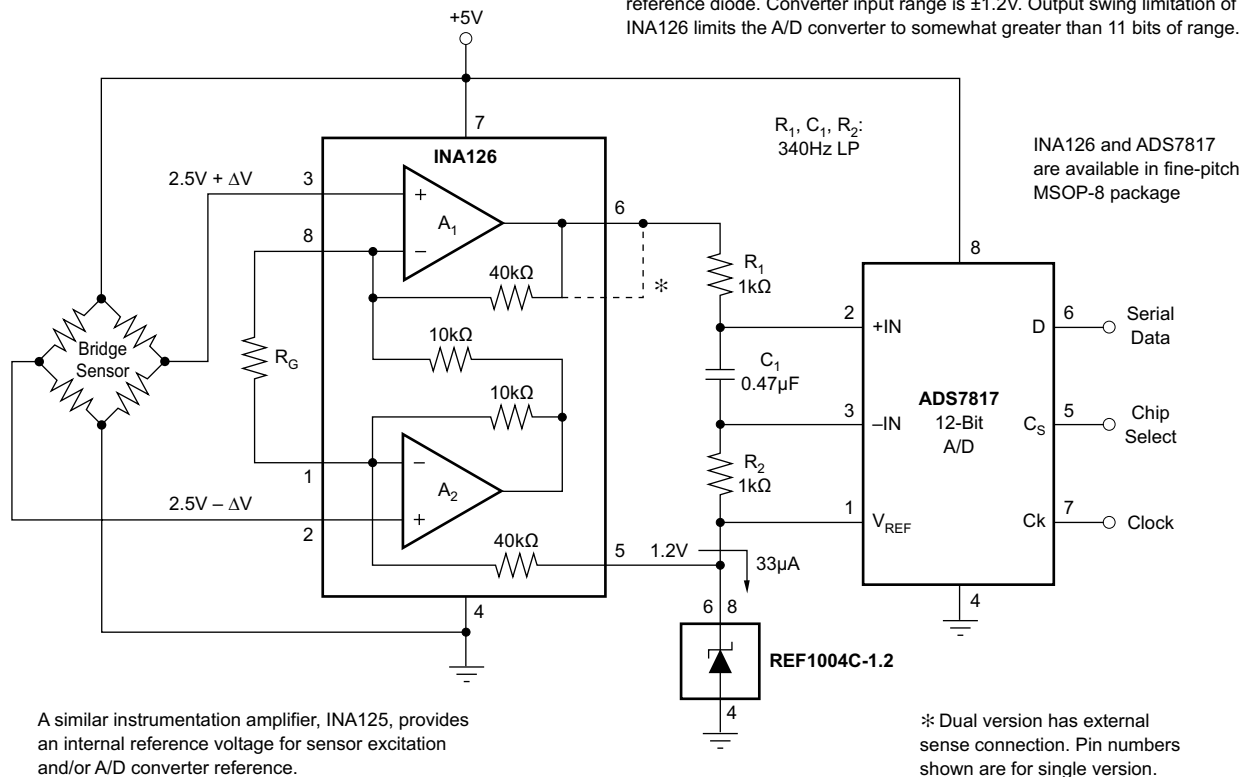 reference diode. Converter input range is ±1.2V. Output swing limitation of
INA126 limits the A/D converter to somewhat greater than 11 bits of range.
+5V
7
INA126
R1, C1, R2:
340Hz LP
INA126 and ADS7817
are available in fine-pitch
MSOP-8 package
2.5V + ΔV
3
+
A1
–
6
8
40kΩ
*
10kΩ
RG
10kΩ
Bridge
Sensor
1
–
A2
+
2.5V – ΔV
2
40kΩ
5
1.2V
33µA
4
R1
1kΩ
C1
0.47µF
R2
1kΩ
8
2
+IN
D
6
Serial
Data
ADS7817
12-Bit
A/D
3
–IN
CS
5
Chip
Select
1
VREF
Ck
7
Clock
4
6 8
REF1004C-1.2
4
A similar instrumentation amplifier, INA125, provides
an internal reference voltage for sensor excitation
and/or A/D converter reference.
* Dual version has external
sense connection. Pin numbers
shown are for single version.